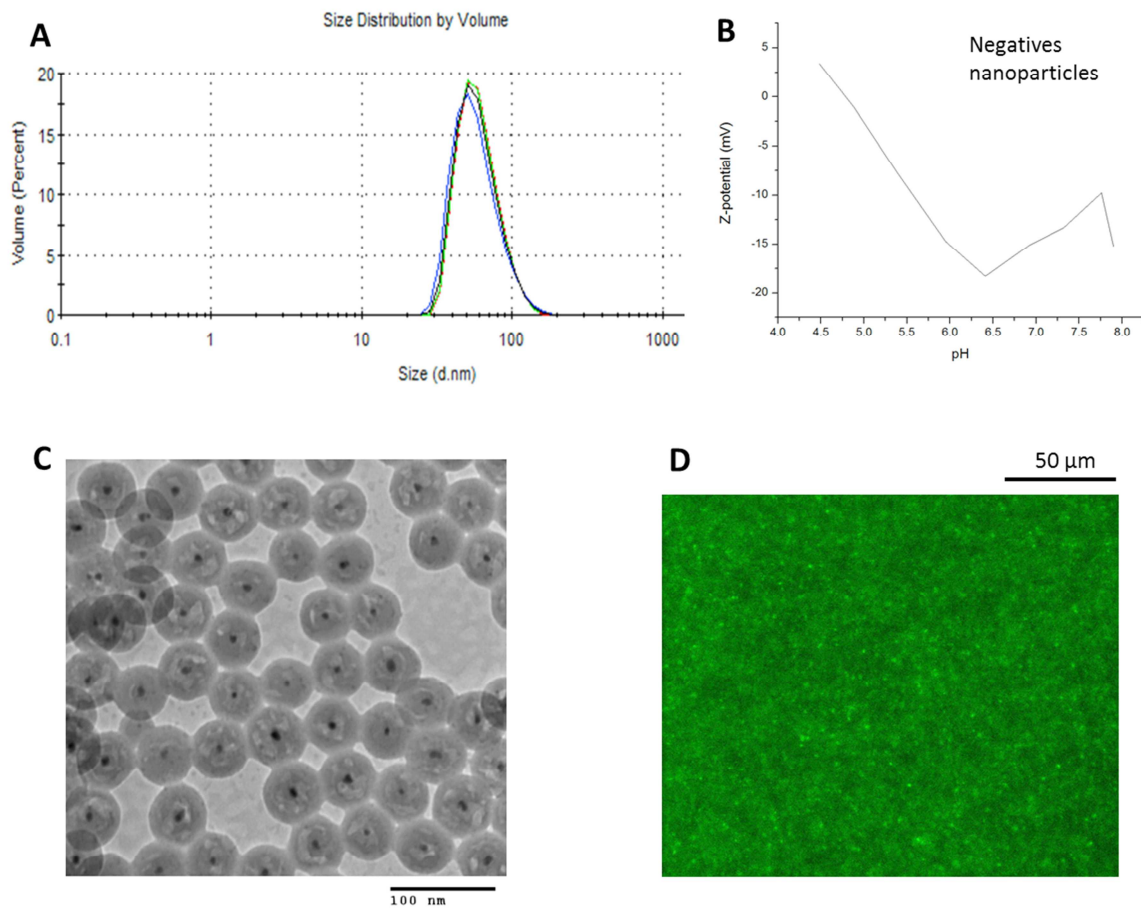 A
Size Distribution by Volume
Volume (Percent)
20
15
10
5
0
0.1 1 10 100 1000
Size (d.nm)
B
Negatives
nanoparticles
Z-potential (mV)
5
0
-5
-10
-15
-20
4.0 4.5 5.0 5.5 6.0 6.5 7.0 7.5 8.0
pH
C
100 nm
D
50 µm